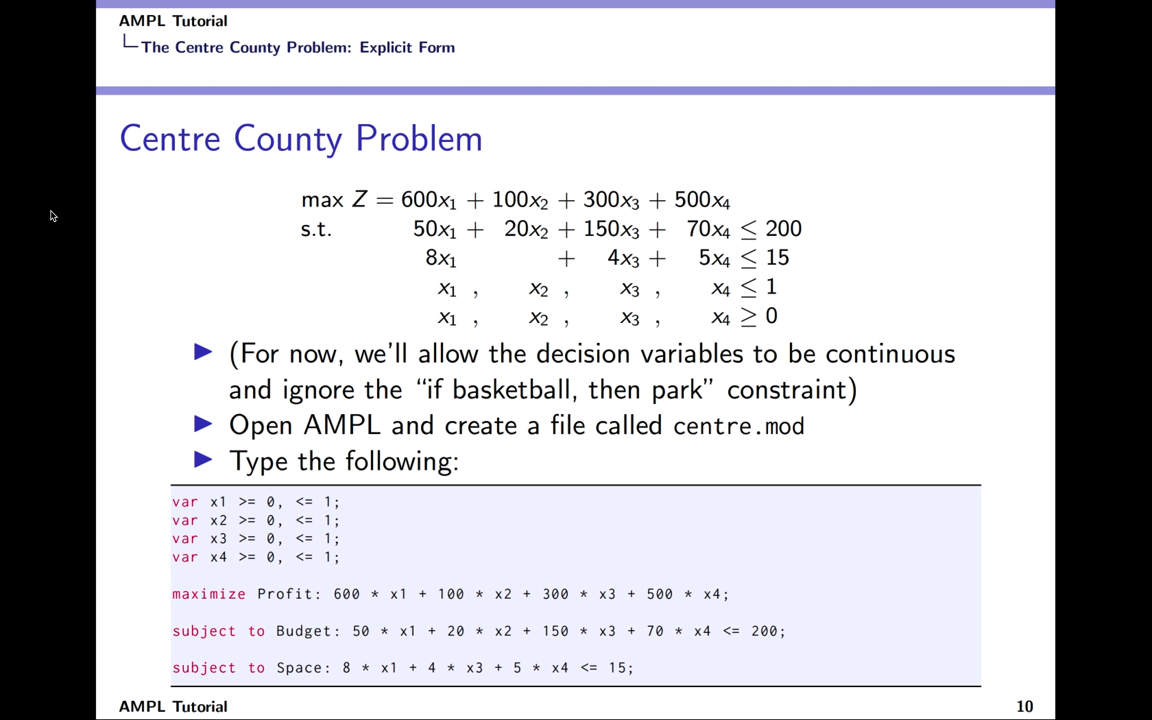 AMPL Tutorial
The Centre County Problem: Explicit Form
Centre County Problem
max Z = 600x₁ + 100x₂ + 300x₃ + 500x₄
s.t. 50x₁ + 20x₂ + 150x₃ + 70x₄ ≤ 200
8x₁ + 4x₃ + 5x₄ ≤ 15
x₁ , x₂ , x₃ , x₄ ≤ 1
x₁ , x₂ , x₃ , x₄ ≥ 0
▶ (For now, we'll allow the decision variables to be continuous
and ignore the “if basketball, then park” constraint)
▶ Open AMPL and create a file called centre.mod
▶ Type the following:
var x1 >= 0, <= 1;
var x2 >= 0, <= 1;
var x3 >= 0, <= 1;
var x4 >= 0, <= 1;
maximize Profit: 600 * x1 + 100 * x2 + 300 * x3 + 500 * x4;
subject to Budget: 50 * x1 + 20 * x2 + 150 * x3 + 70 * x4 <= 200;
subject to Space: 8 * x1 + 4 * x3 + 5 * x4 <= 15;
AMPL Tutorial 10